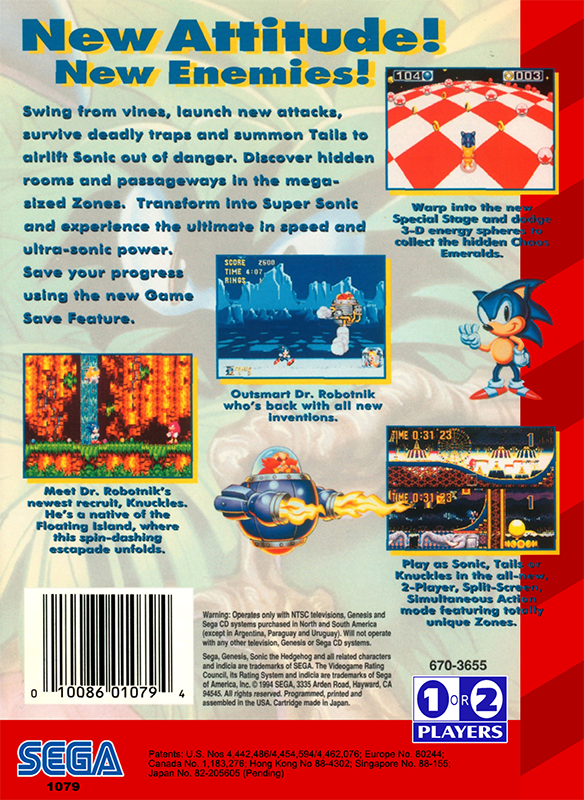 New Attitude!
New Enemies!
Swing from vines, launch new attacks,
survive deadly traps and summon Tails to
airlift Sonic out of danger. Discover hidden
rooms and passageways in the mega-
sized Zones. Transform into Super Sonic
and experience the ultimate in speed and
ultra-sonic power.
Save your progress
using the new Game
Save Feature.
104
003
Warp into the new
Special Stage and dodge
3-D energy spheres to
collect the hidden Chaos
Emeralds.
SCORE 2600
TIME 4:07
RINGS
Outsmart Dr. Robotnik
who's back with all new
inventions.
Meet Dr. Robotnik's
newest recruit, Knuckles.
He's a native of the
Floating Island, where
this spin-dashing
escapade unfolds.
TIME 0:31'23 1
TIME 0:31'23 1
Play as Sonic, Tails or
Knuckles in the all-new,
2-Player, Split-Screen,
Simultaneous Action
mode featuring totally
unique Zones.
0 10086 01079 4
Warning: Operates only with NTSC televisions, Genesis and
Sega CD systems purchased in North and South America
(except in Argentina, Paraguay and Uruguay). Will not operate
with any other television, Genesis or Sega CD systems.
Sega, Genesis, Sonic the Hedgehog and all related characters
and indicia are trademarks of SEGA. The Videogame Rating
Council, its Rating System and indicia are trademarks of Sega
of America, Inc. © 1994 SEGA, 3335 Arden Road, Hayward, CA
94545. All rights reserved. Programmed, printed and
assembled in the USA. Cartridge made in Japan.
670-3655
1 OR 2
PLAYERS
SEGA
1079
Patents: U.S. Nos 4,442,486/4,454,594/4,462,076; Europe No. 80244;
Canada No. 1,183,276; Hong Kong No 88-4302; Singapore No. 88-155;
Japan No. 82-205605 (Pending)